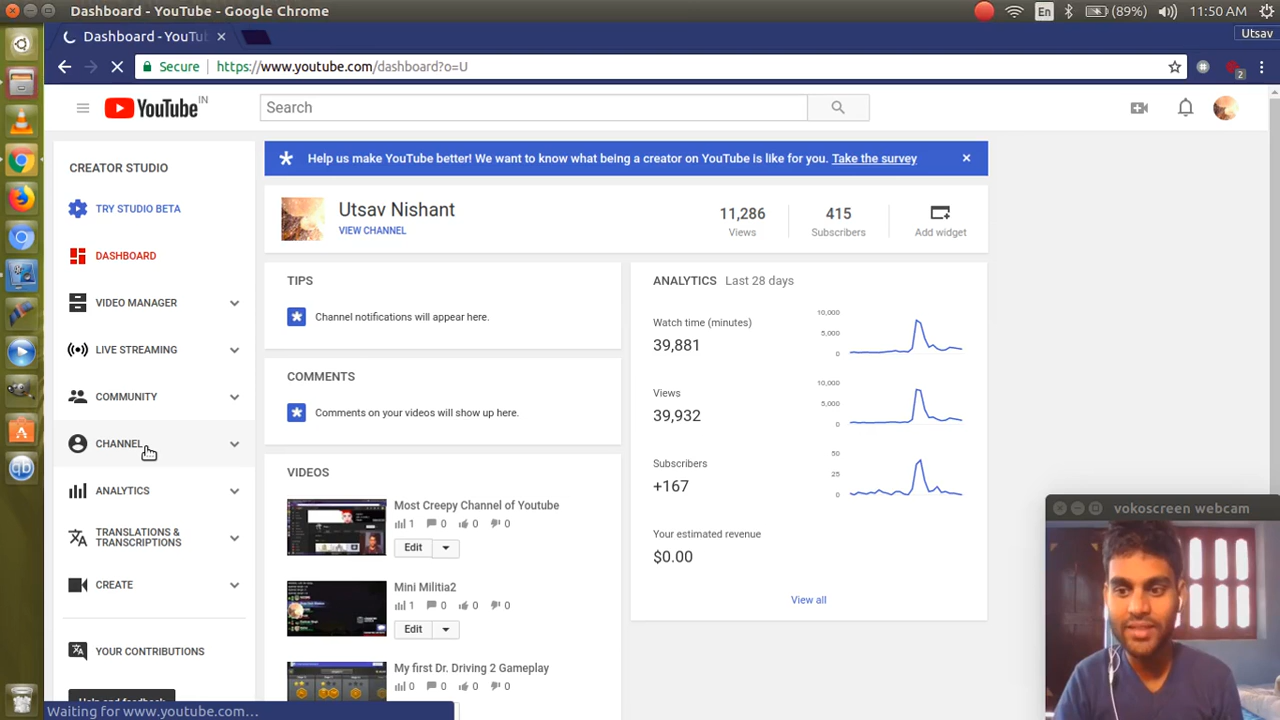 Dashboard - YouTube - Google Chrome
En
(89%)
11:50 AM
Dashboard - YouTu
Utsav
Secure
https://www.youtube.com/dashboard?o=U
2
YouTube IN
Search
CREATOR STUDIO
TRY STUDIO BETA
DASHBOARD
VIDEO MANAGER
LIVE STREAMING
COMMUNITY
CHANNEL
ANALYTICS
TRANSLATIONS &
TRANSCRIPTIONS
CREATE
YOUR CONTRIBUTIONS
Help and feedback
Waiting for www.youtube.com...
Help us make YouTube better! We want to know what being a creator on YouTube is like for you. Take the survey
Utsav Nishant
VIEW CHANNEL
11,286
Views
415
Subscribers
Add widget
TIPS
Channel notifications will appear here.
COMMENTS
Comments on your videos will show up here.
VIDEOS
Most Creepy Channel of Youtube
1 0 0 0
Edit
Mini Militia2
1 0 0 0
Edit
My first Dr. Driving 2 Gameplay
0 0 0 0
ANALYTICS Last 28 days
Watch time (minutes)
39,881
10,000
5,000
0
Views
39,932
10,000
5,000
0
Subscribers
+167
50
25
0
Your estimated revenue
$0.00
View all
vokoscreen webcam
qb